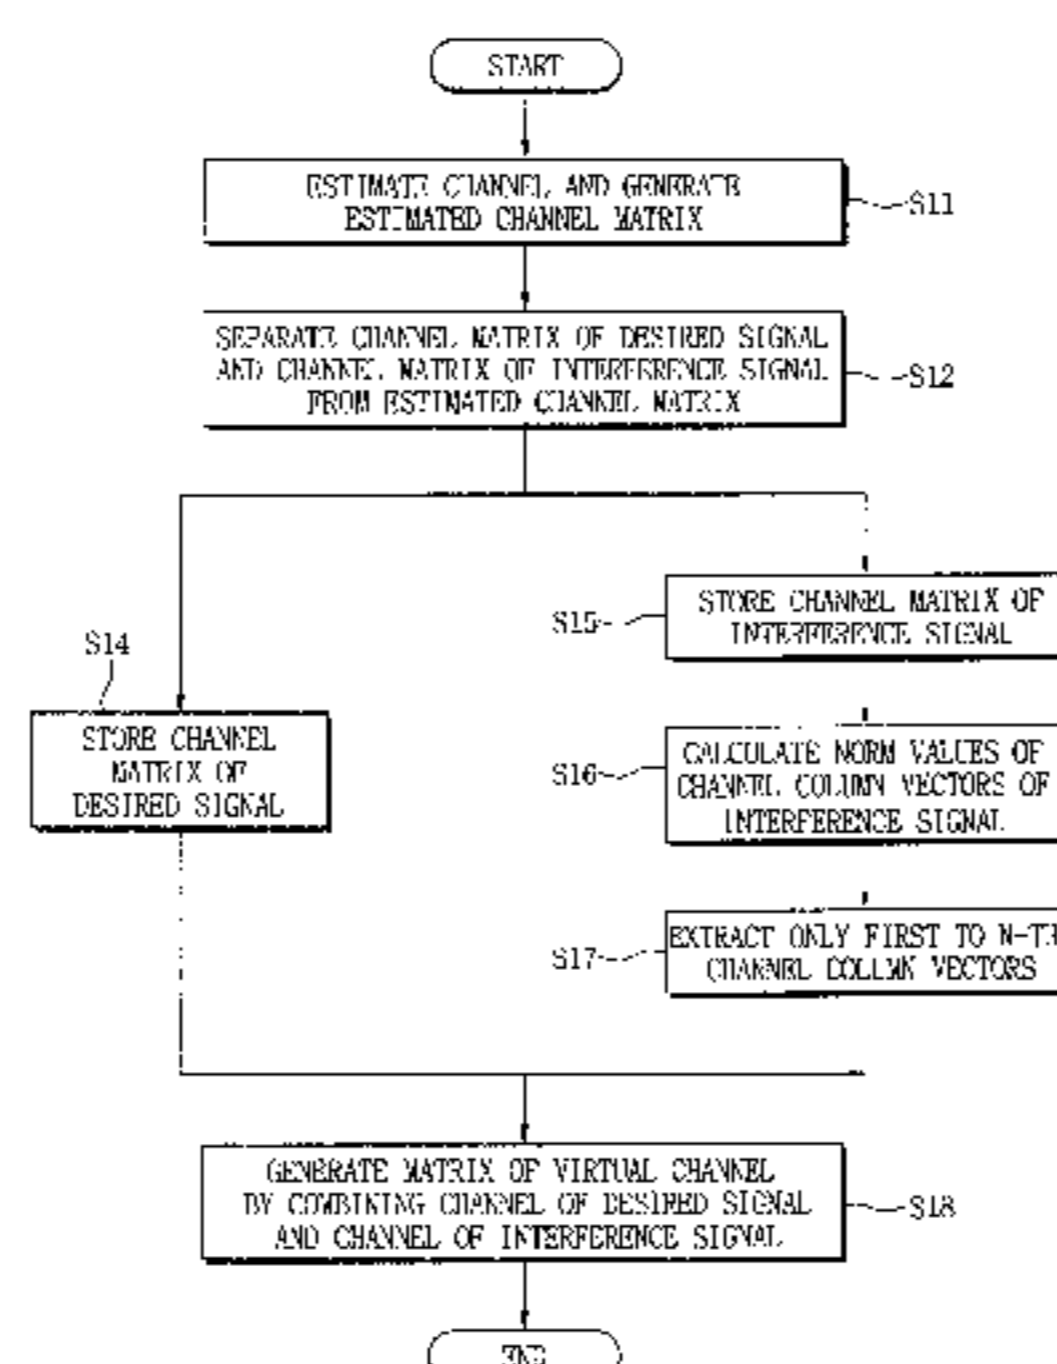 START
ESTIMATE CHANNEL AND GENERATE
ESTIMATED CHANNEL MATRIX
S11
SEPARATE CHANNEL MATRIX OF DESIRED SIGNAL
AND CHANNEL MATRIX OF INTERFERENCE SIGNAL
FROM ESTIMATED CHANNEL MATRIX
S12
S14
STORE CHANNEL
MATRIX OF
DESIRED SIGNAL
S15
STORE CHANNEL MATRIX OF
INTERFERENCE SIGNAL
S16
CALCULATE NORM VALUES OF
CHANNEL COLUMN VECTORS OF
INTERFERENCE SIGNAL
S17
EXTRACT ONLY FIRST TO N-TH
CHANNEL COLUMN VECTORS
GENERATE MATRIX OF VIRTUAL CHANNEL
BY COMBINING CHANNEL OF DESIRED SIGNAL
AND CHANNEL OF INTERFERENCE SIGNAL
S18
END